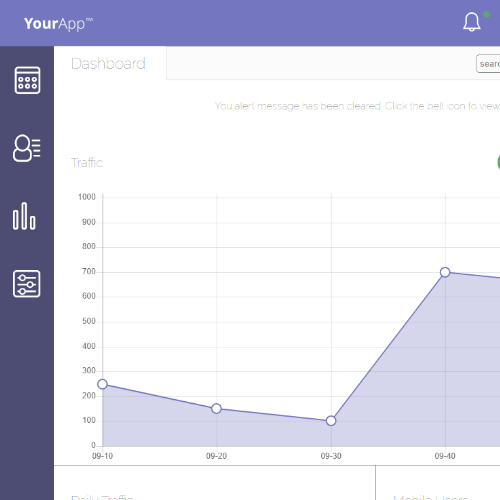 YourApp™
Dashboard
sear
You alert message has been cleared. Click the bell icon to view
Traffic
1000
900
800
700
600
500
400
300
200
100
0
09-10 09-20 09-30 09-40
Daily Traffic
Mobile Users